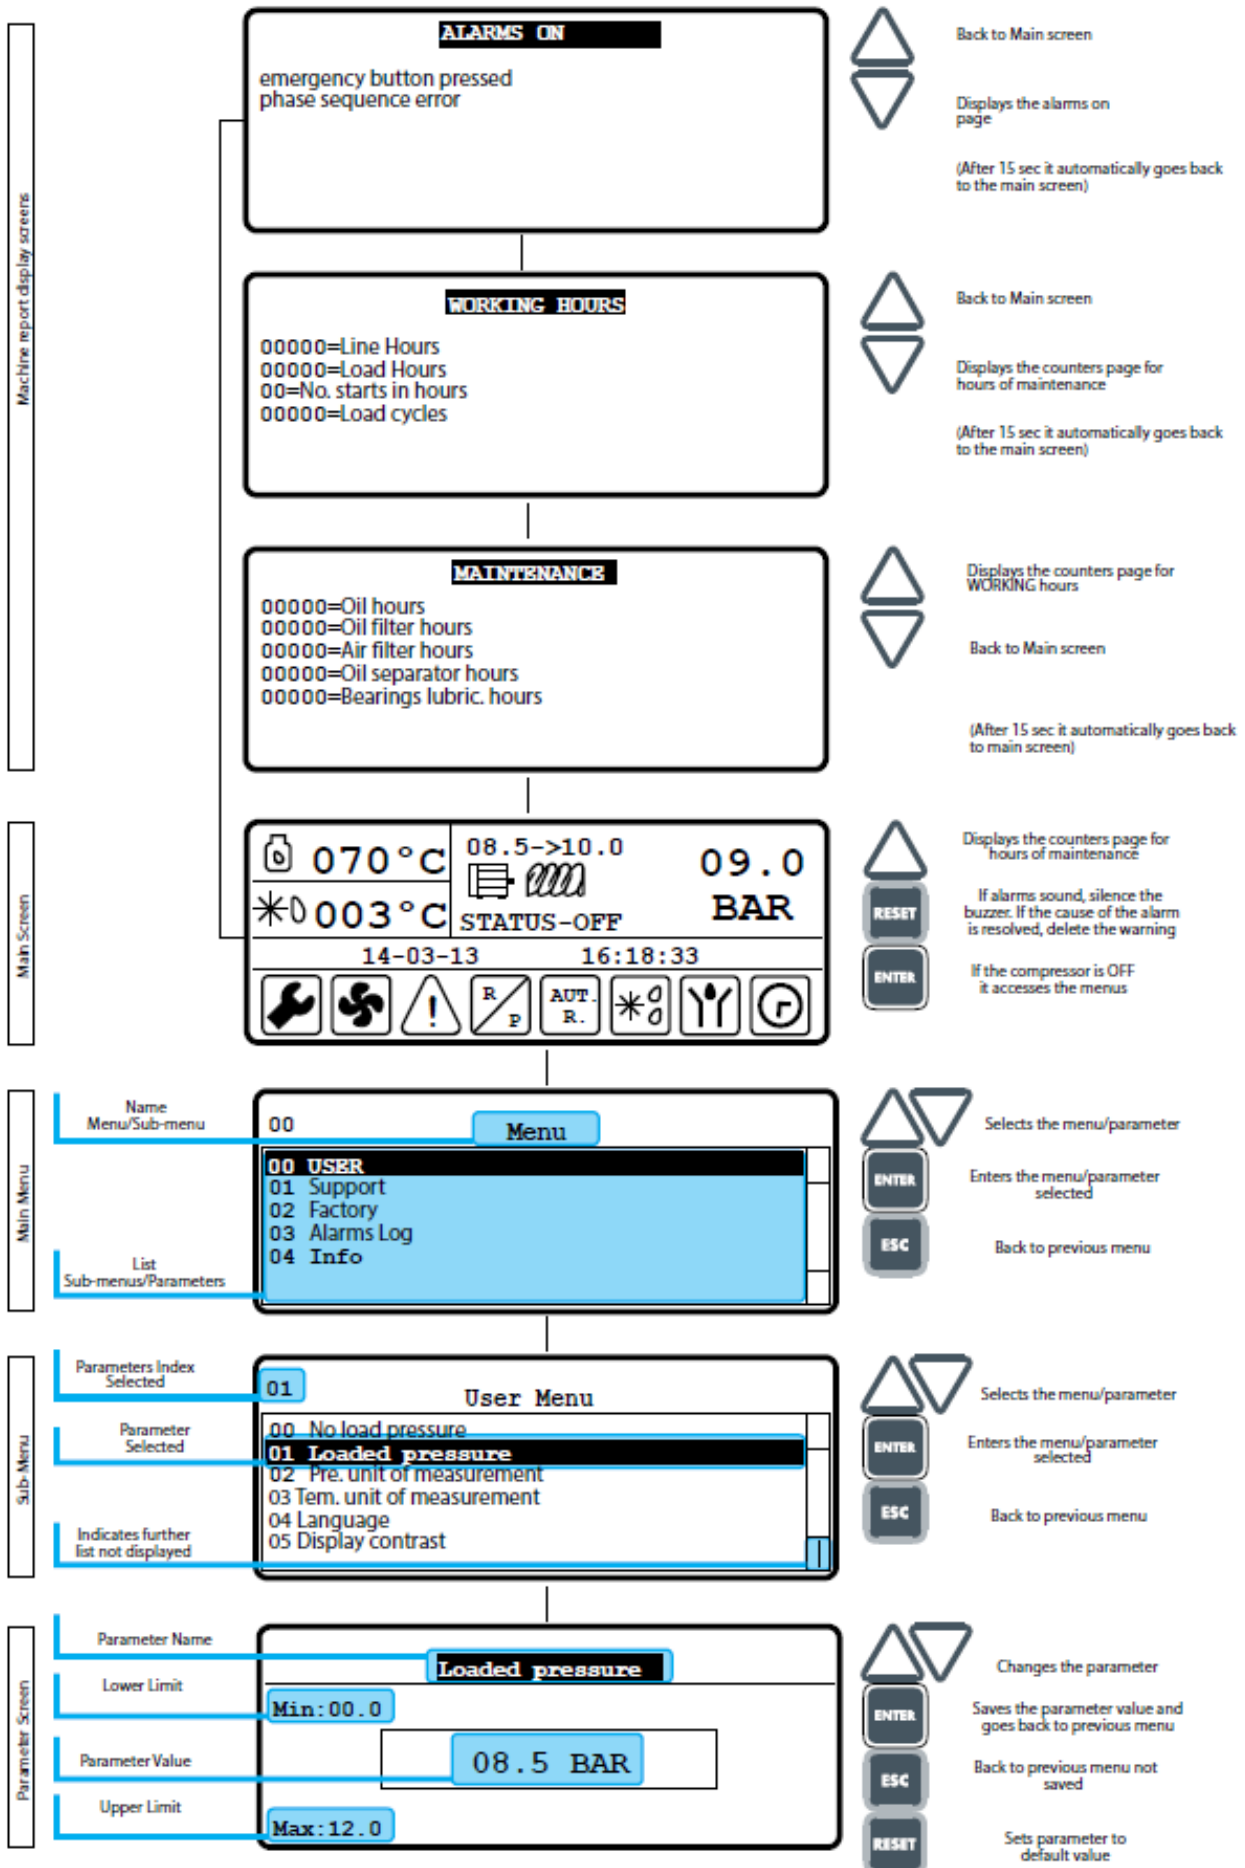 Machine report display screens
ALARMS ON
emergency button pressed
phase sequence error
Back to Main screen
Displays the alarms on
page
(After 15 sec it automatically goes back
to the main screen)
WORKING HOURS
00000=Line Hours
00000=Load Hours
00=No. starts in hours
00000=Load cycles
Back to Main screen
Displays the counters page for
hours of maintenance
(After 15 sec it automatically goes back
to the main screen)
MAINTENANCE
00000=Oil hours
00000=Oil filter hours
00000=Air filter hours
00000=Oil separator hours
00000=Bearings lubric. hours
Displays the counters page for
WORKING hours
Back to Main screen
(After 15 sec it automatically goes back
to main screen)
Main Screen
070°C
003°C
08.5->10.0
STATUS-OFF
09.0
BAR
14-03-13 16:18:33
R
P
AUT.
R.
Displays the counters page for
hours of maintenance
RESET
If alarms sound, silence the
buzzer. If the cause of the alarm
is resolved, delete the warning
ENTER
If the compressor is OFF
it accesses the menus
Main Menu
Name
Menu/Sub-menu
List
Sub-menus/Parameters
00
Menu
00 USER
01 Support
02 Factory
03 Alarms Log
04 Info
Selects the menu/parameter
ENTER
Enters the menu/parameter
selected
ESC
Back to previous menu
Sub-Menu
Parameters Index
Selected
Parameter
Selected
Indicates further
list not displayed
01
User Menu
00 No load pressure
01 Loaded pressure
02 Pre. unit of measurement
03 Tem. unit of measurement
04 Language
05 Display contrast
Selects the menu/parameter
ENTER
Enters the menu/parameter
selected
ESC
Back to previous menu
Parameter Screen
Parameter Name
Lower Limit
Parameter Value
Upper Limit
Loaded pressure
Min:00.0
08.5 BAR
Max:12.0
Changes the parameter
ENTER
Saves the parameter value and
goes back to previous menu
ESC
Back to previous menu not
saved
RESET
Sets parameter to
default value